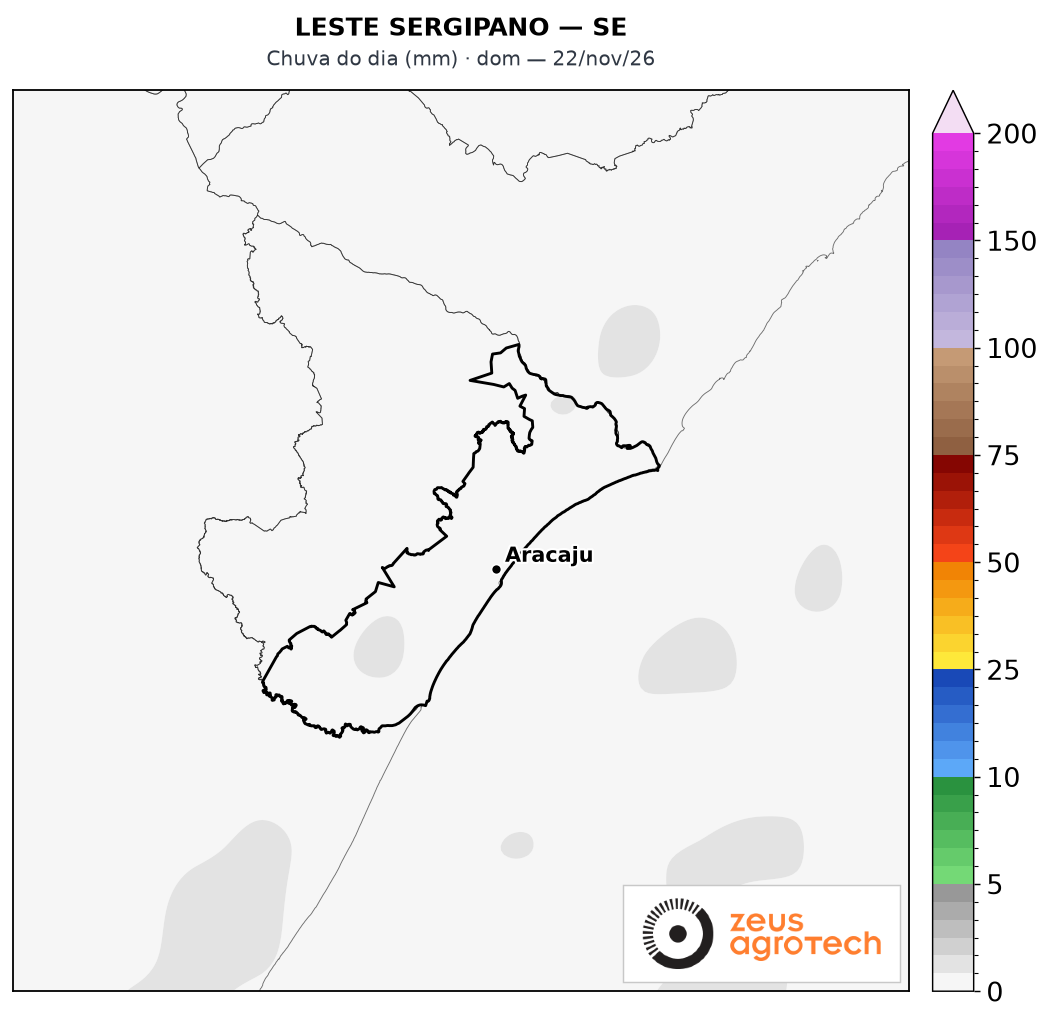 LESTE SERGIPANO — SE
Chuva do dia (mm) · dom — 22/nov/26
200
150
100
75
50
25
10
5
0
Aracaju
zeus
agrotech